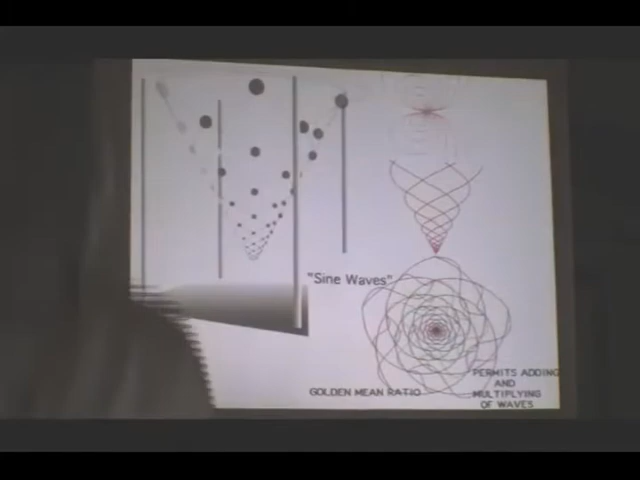 "Sine Waves"
GOLDEN MEAN RATIO
PERMITS ADDING
AND
MULTIPLYING
OF WAVES